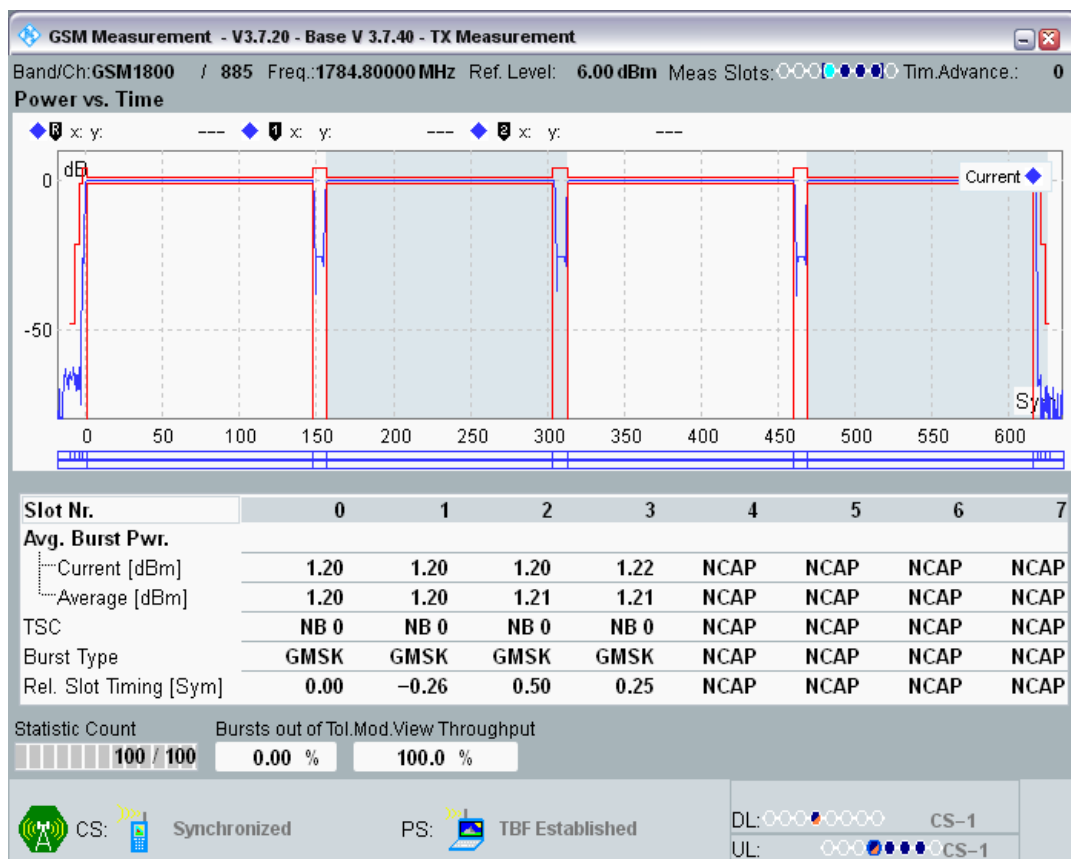 GSM Measurement - V3.7.20 - Base V 3.7.40 - TX Measurement
Band/Ch:GSM1800 / 885 Freq.:1784.80000 MHz Ref. Level: 6.00 dBm Meas Slots: Tim.Advance.: 0
Power vs. Time
R x: y: --- 1 x: y: --- 2 x: y: ---
dB
Current
0
-50
Sy
0 50 100 150 200 250 300 350 400 450 500 550 600
Slot Nr. 0 1 2 3 4 5 6 7
Avg. Burst Pwr.
Current [dBm] 1.20 1.20 1.20 1.22 NCAP NCAP NCAP NCAP
Average [dBm] 1.20 1.20 1.21 1.21 NCAP NCAP NCAP NCAP
TSC NB 0 NB 0 NB 0 NB 0 NCAP NCAP NCAP NCAP
Burst Type GMSK GMSK GMSK GMSK NCAP NCAP NCAP NCAP
Rel. Slot Timing [Sym] 0.00 −0.26 0.50 0.25 NCAP NCAP NCAP NCAP
Statistic Count Bursts out of Tol.Mod.View Throughput
100 / 100 0.00 % 100.0 %
CS: Synchronized PS: TBF Established
DL: CS−1
UL: CS−1